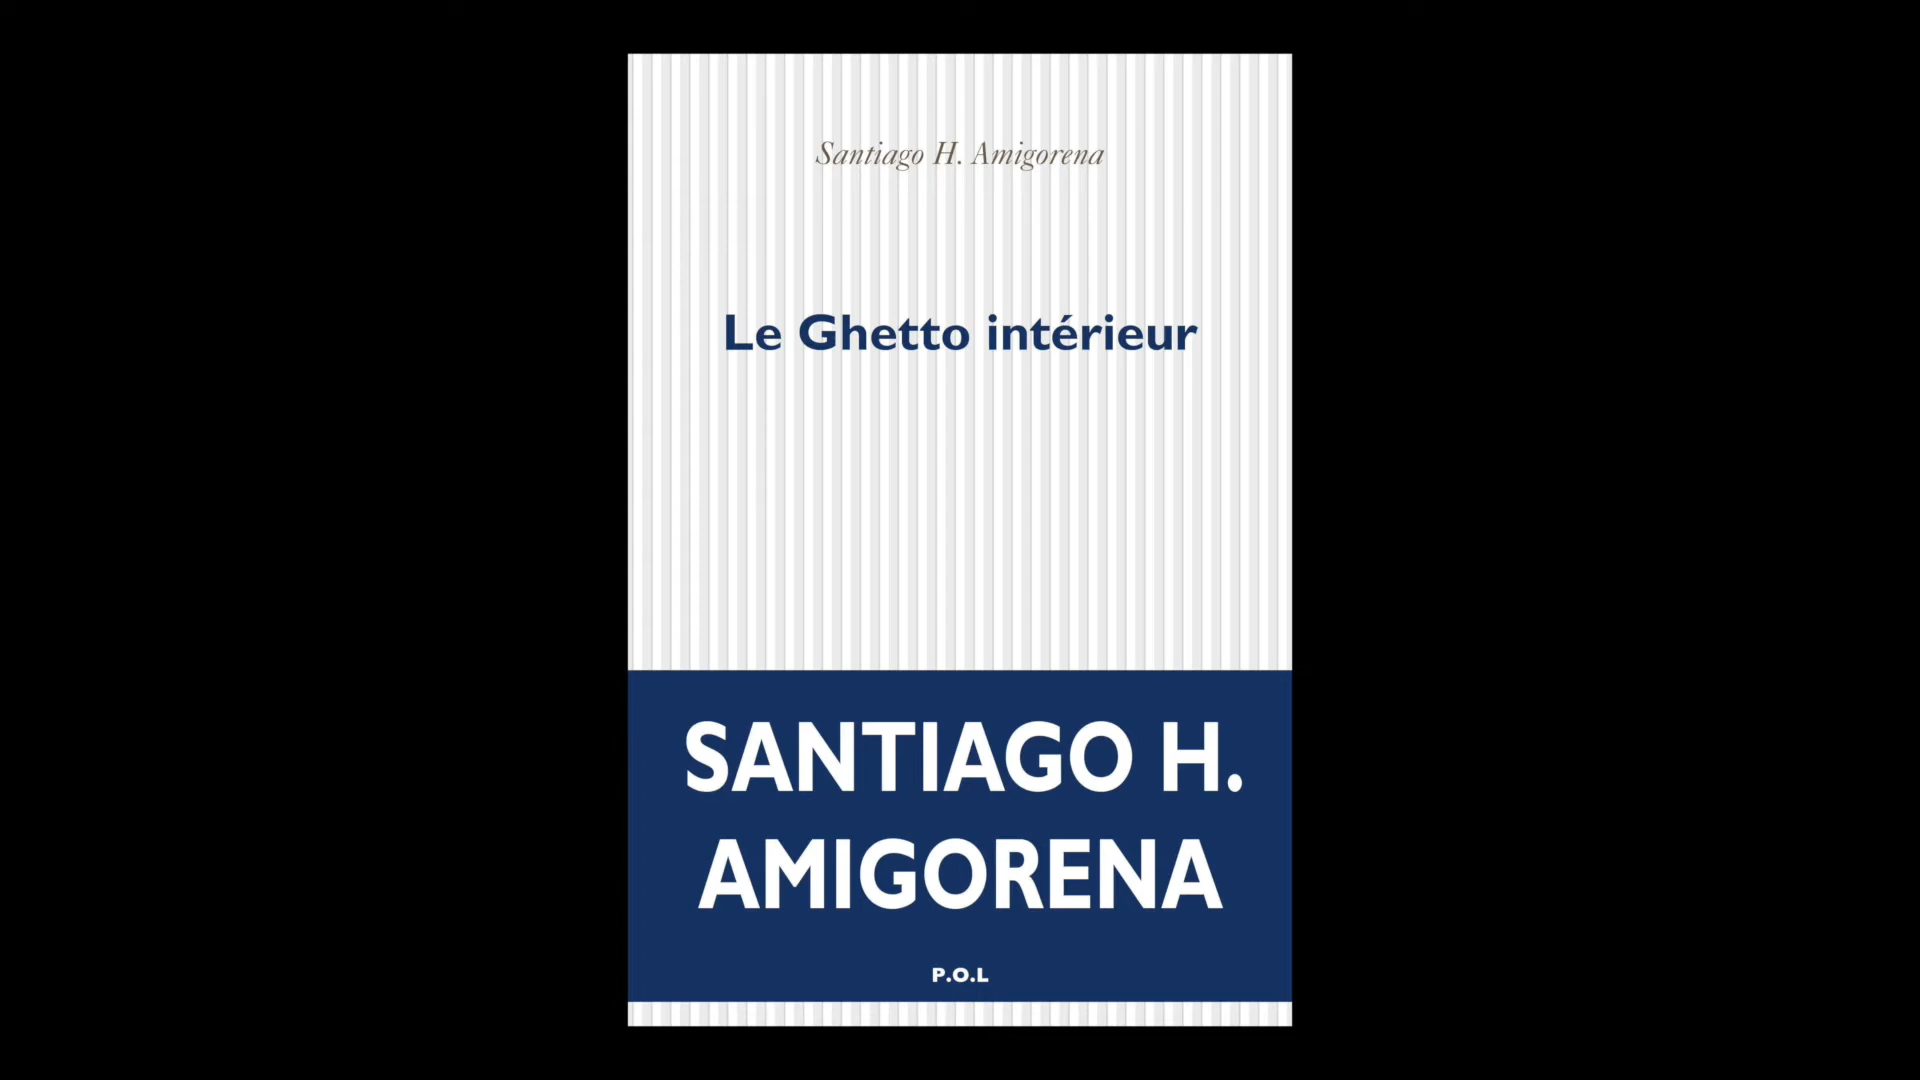 Santiago H. Amigorena
Le Ghetto intérieur
SANTIAGO H.
AMIGORENA
P.O.L